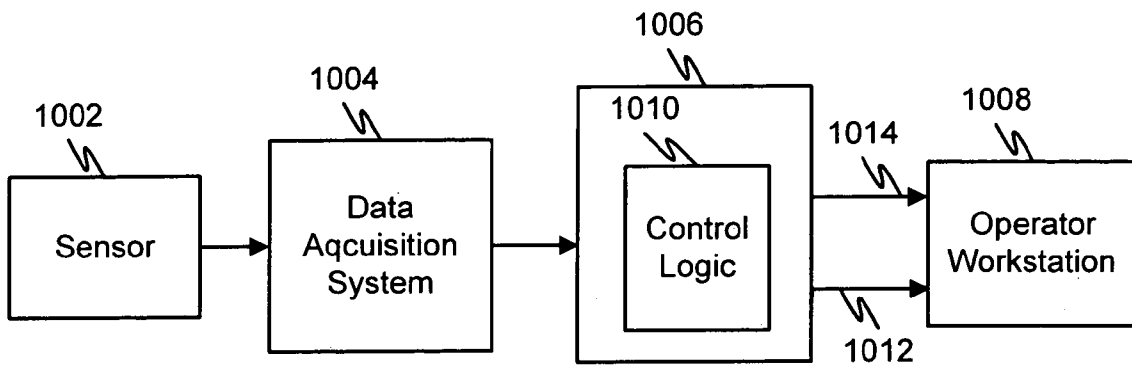 1006
1004
1010
1008
1002
1014
Data
Aqcuisition
System
Sensor
Control
Logic
Operator
Workstation
1012